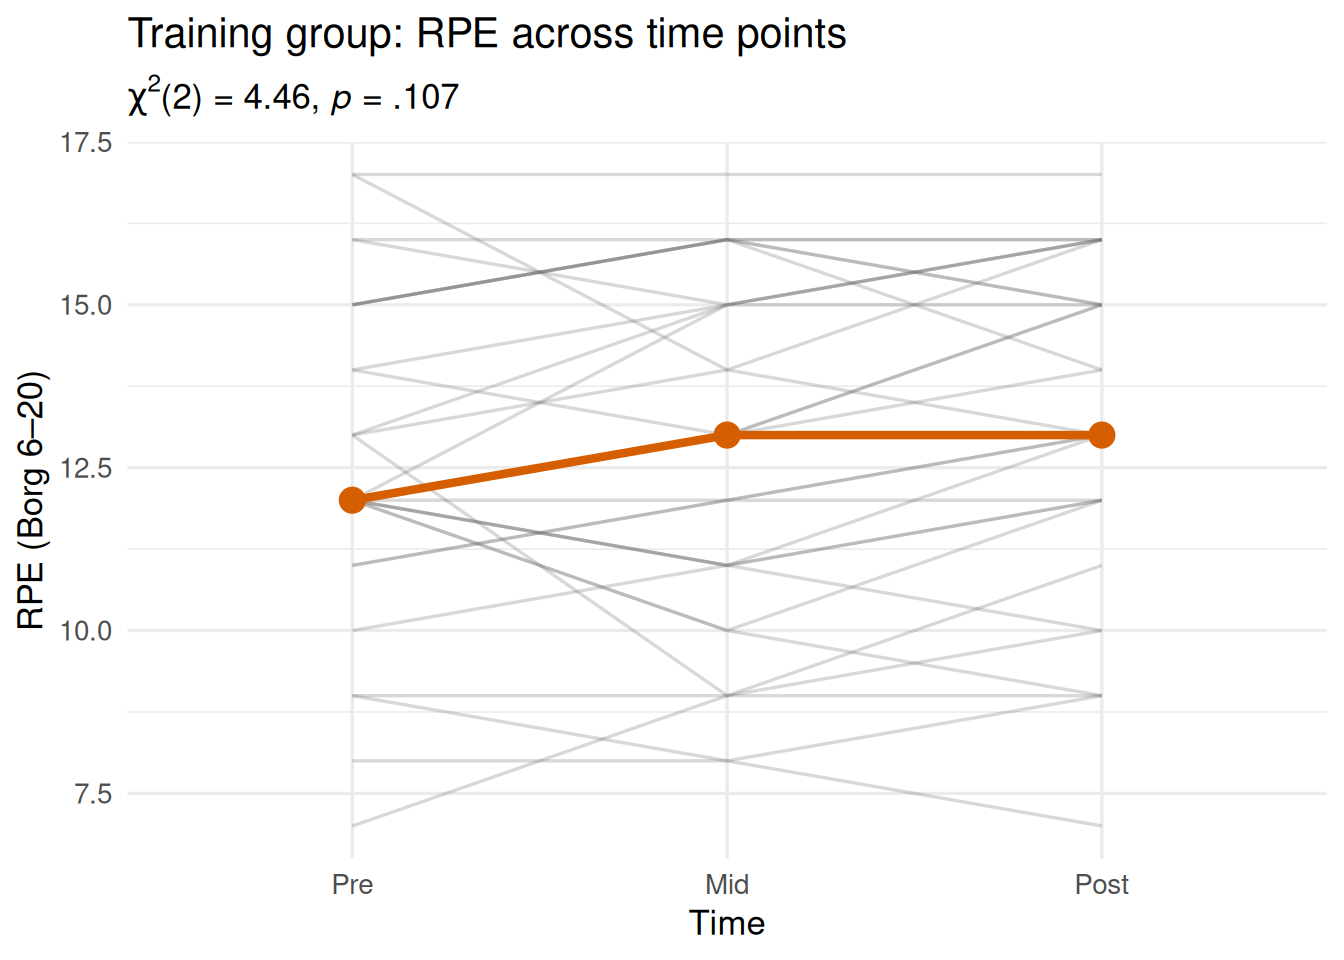 Training group: RPE across time points
χ²(2) = 4.46, p = .107
17.5
15.0
12.5
10.0
7.5
RPE (Borg 6–20)
Pre
Mid
Post
Time